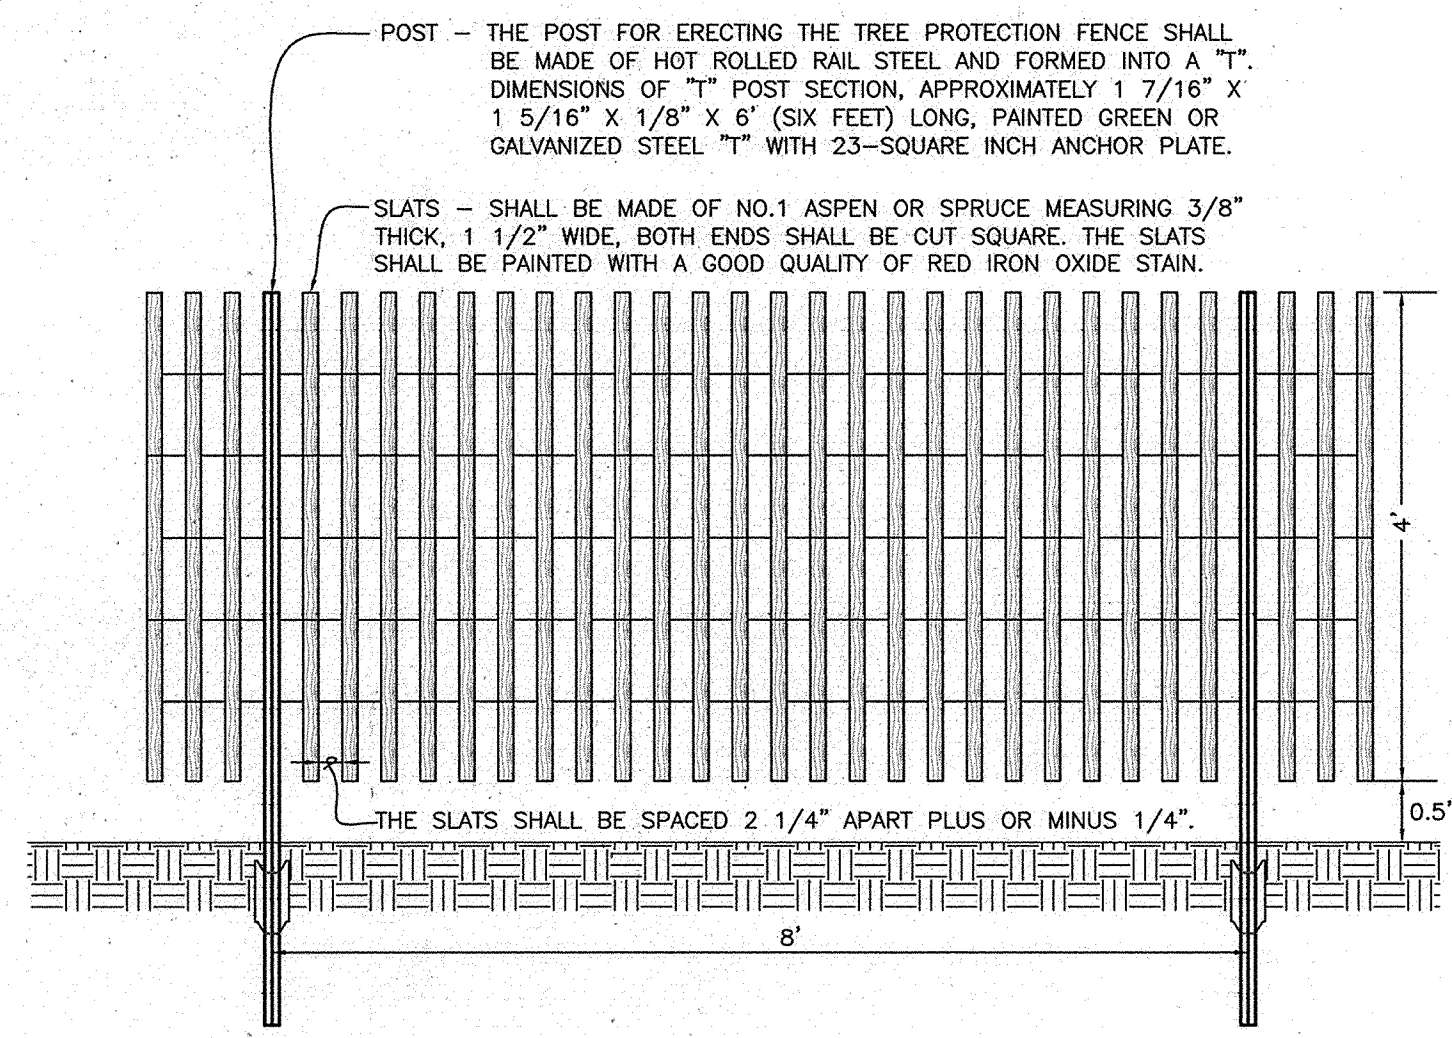 POST – THE POST FOR ERECTING THE TREE PROTECTION FENCE SHALL
BE MADE OF HOT ROLLED RAIL STEEL AND FORMED INTO A "T".
DIMENSIONS OF "T" POST SECTION, APPROXIMATELY 1 7/16" X
1 5/16" X 1/8" X 6' (SIX FEET) LONG, PAINTED GREEN OR
GALVANIZED STEEL "T" WITH 23–SQUARE INCH ANCHOR PLATE.
SLATS – SHALL BE MADE OF NO.1 ASPEN OR SPRUCE MEASURING 3/8"
THICK, 1 1/2" WIDE, BOTH ENDS SHALL BE CUT SQUARE. THE SLATS
SHALL BE PAINTED WITH A GOOD QUALITY OF RED IRON OXIDE STAIN.
4'
THE SLATS SHALL BE SPACED 2 1/4" APART PLUS OR MINUS 1/4".
0.5'
8'